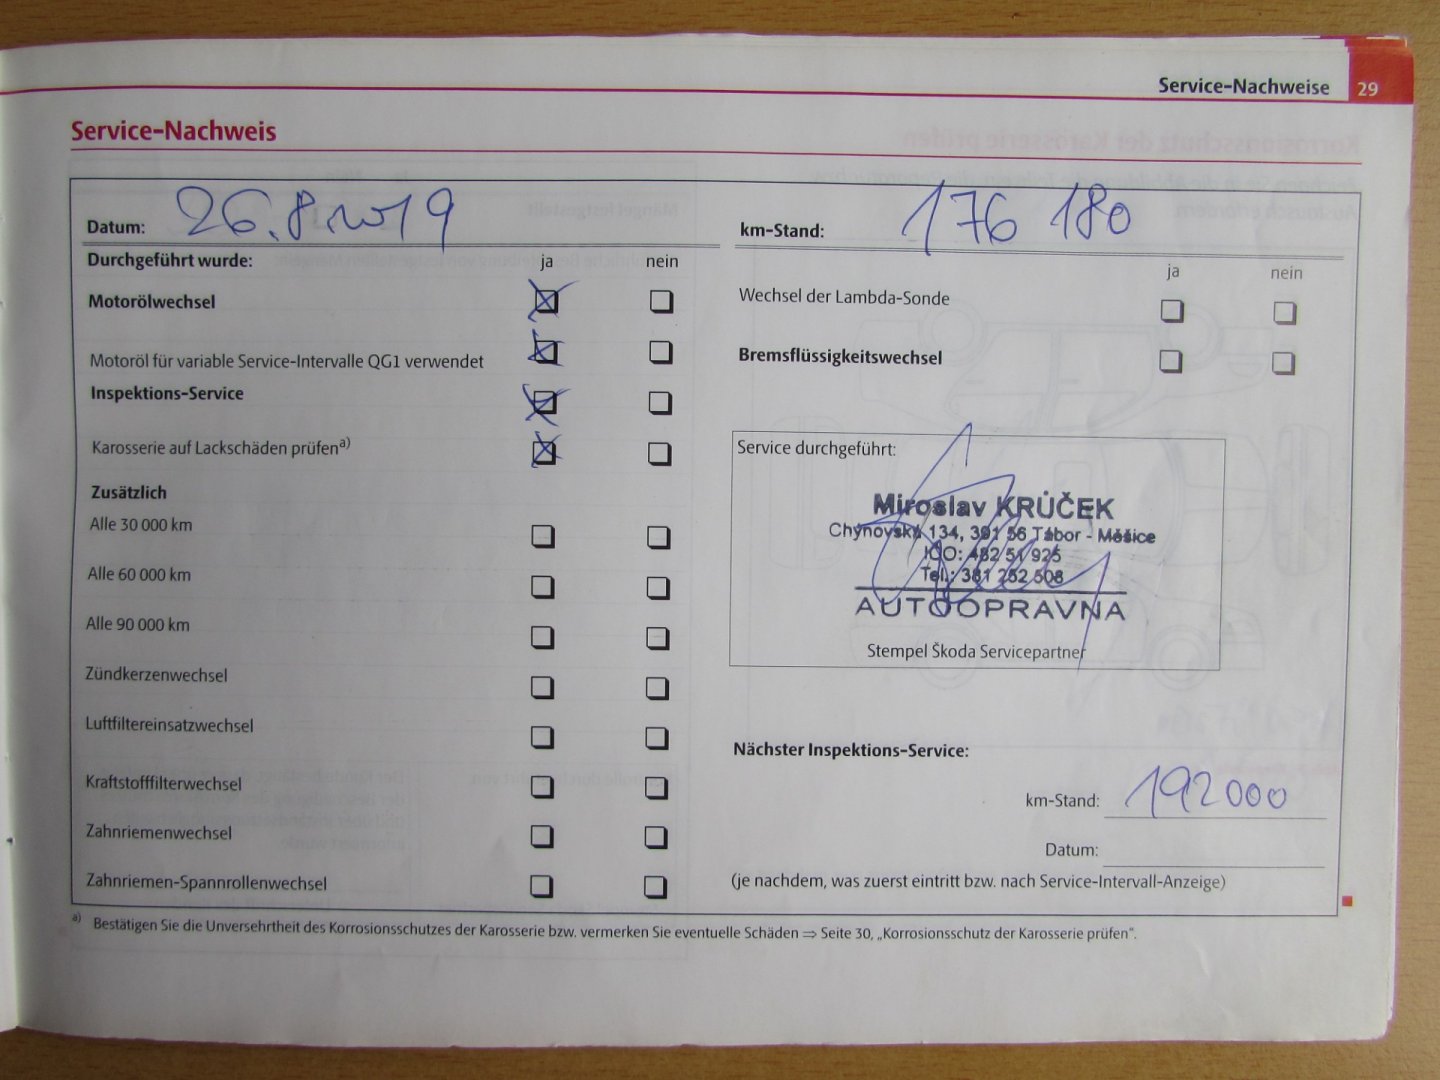 Service-Nachweise 29
Service-Nachweis
Datum: 26.8.2019
km-Stand: 176 180
Durchgeführt wurde: ja nein
Motorölwechsel
Motoröl für variable Service-Intervalle QG1 verwendet
Inspektions-Service
Karosserie auf Lackschäden prüfen a)
Zusätzlich
Alle 30 000 km
Alle 60 000 km
Alle 90 000 km
Zündkerzenwechsel
Luftfiltereinsatzwechsel
Kraftstofffilterwechsel
Zahnriemenwechsel
Zahnriemen-Spannrollenwechsel
ja nein
Wechsel der Lambda-Sonde
Bremsflüssigkeitswechsel
Service durchgeführt:
Miroslav KRŮČEK
Chýnovská 134, 391 56 Tábor - Měšice
IČO: 482 51 925
Tel.: 381 252 508
AUTOOPRAVNA
Stempel Škoda Servicepartner
Nächster Inspektions-Service:
km-Stand: 192000
Datum:
(je nachdem, was zuerst eintritt bzw. nach Service-Intervall-Anzeige)
a) Bestätigen Sie die Unversehrtheit des Korrosionsschutzes der Karosserie bzw. vermerken Sie eventuelle Schäden ⇒ Seite 30, „Korrosionsschutz der Karosserie prüfen“.